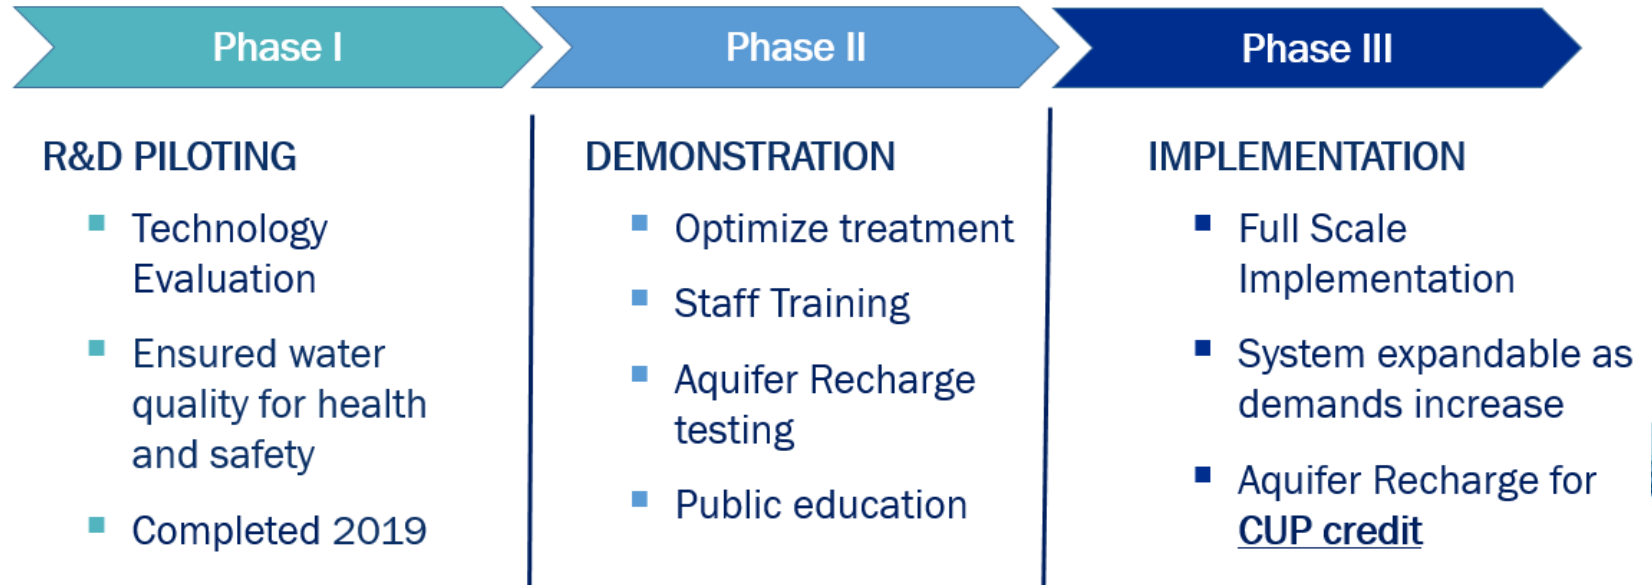 Phase I
Phase II
Phase III
R&D PILOTING
Technology
Evaluation
Ensured water
quality for health
and safety
Completed 2019
DEMONSTRATION
Optimize treatment
Staff Training
Aquifer Recharge
testing
Public education
IMPLEMENTATION
Full Scale
Implementation
System expandable as
demands increase
Aquifer Recharge for
CUP credit